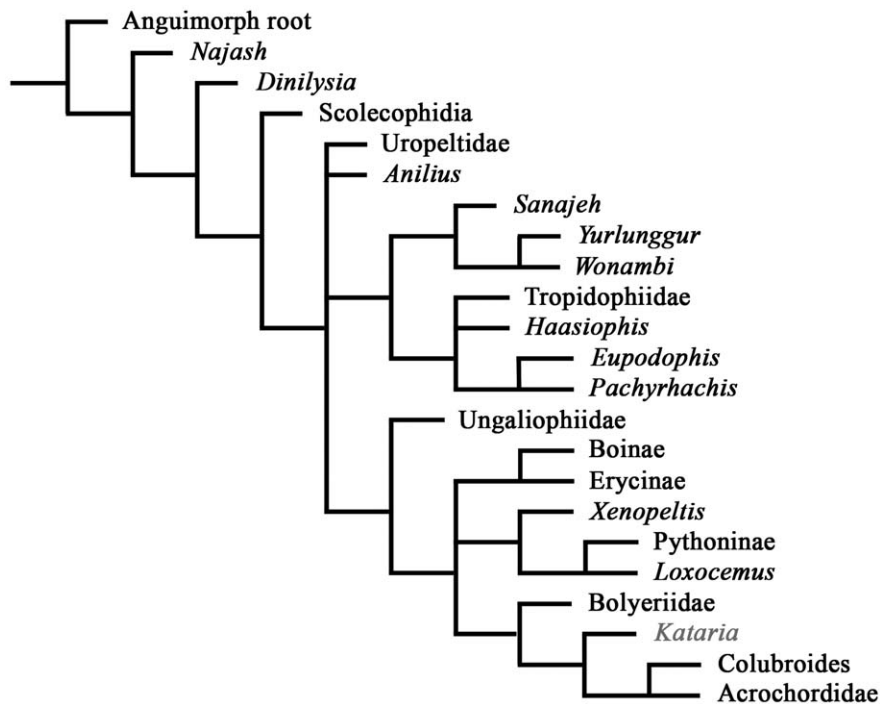 Anguimorph root
Najash
Dinilysia
Scolecophidia
Uropeltidae
Anilius
Sanajeh
Yurlunggur
Wonambi
Tropidophiidae
Haasiophis
Eupodophis
Pachyrhachis
Ungaliophiidae
Boinae
Erycinae
Xenopeltis
Pythoninae
Loxocemus
Bolyeriidae
Kataria
Colubroides
Acrochordidae